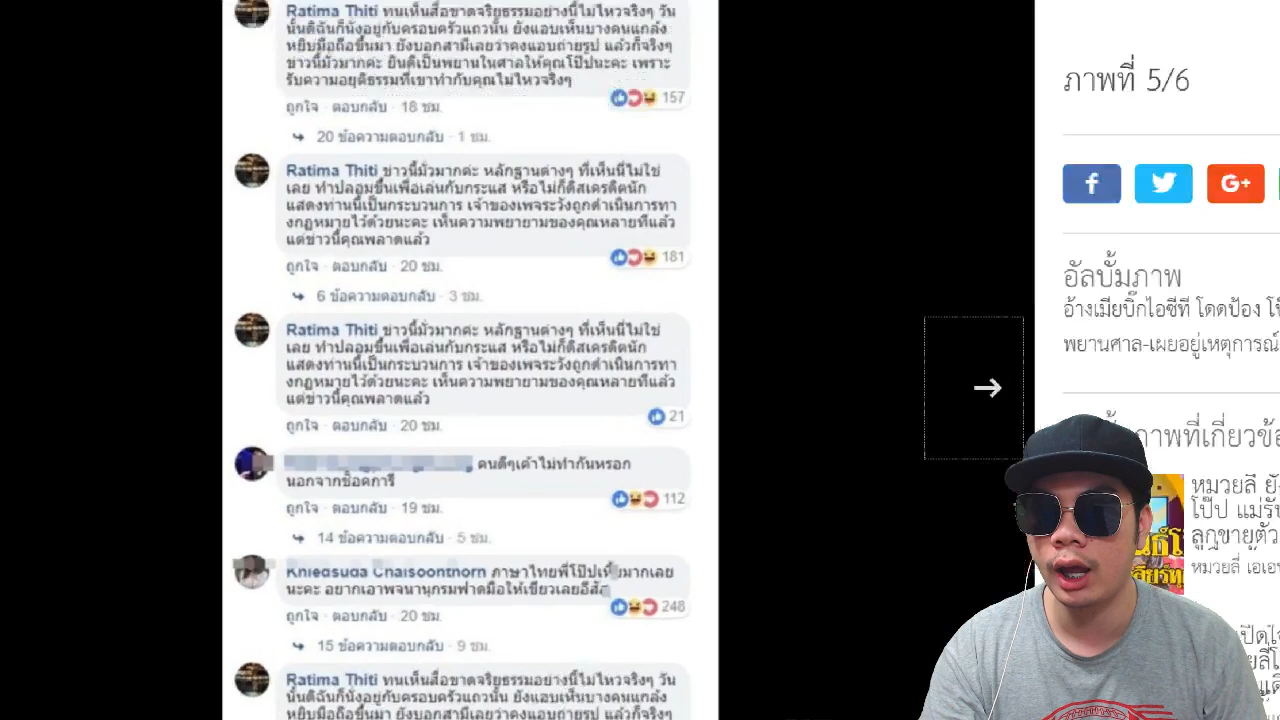 Ratima Thiti ทนเห็นสื่อขาดจริยธรรมอย่างนี้ไม่ไหวจริงๆ วัน
นั้นดิฉันก็นั่งอยู่กับครอบครัวแถวนั้น ยังแอบเห็นบางคนแกล้ง
หยิบมือถือขึ้นมา ยังบอกสามีเลยว่าคงแอบถ่ายรูป แล้วก็จริงๆ
ข่าวนี้มั่วมากค่ะ ยินดีเป็นพยานในศาลให้คุณโป๊ปนะคะ เพราะ
รับความอยุติธรรมที่เขาทำกับคุณไม่ไหวจริงๆ
157
ถูกใจ · ตอบกลับ · 18 ชม.
20 ข้อความตอบกลับ · 1 ชม.
Ratima Thiti ข่าวนี้มั่วมากค่ะ หลักฐานต่างๆ ที่เห็นนี่ไม่ใช่
เลย ทำปลอมขึ้นเพื่อเล่นกับกระแส หรือไม่ก็ดิสเครดิตนัก
แสดงท่านนี้เป็นกระบวนการ เจ้าของเพจระวังถูกดำเนินการทา
งกฎหมายไว้ด้วยนะคะ เห็นความพยายามของคุณหลายทีแล้ว
แต่ข่าวนี้คุณพลาดแล้ว
181
ถูกใจ · ตอบกลับ · 20 ชม.
6 ข้อความตอบกลับ · 3 ชม.
Ratima Thiti ข่าวนี้มั่วมากค่ะ หลักฐานต่างๆ ที่เห็นนี่ไม่ใช่
เลย ทำปลอมขึ้นเพื่อเล่นกับกระแส หรือไม่ก็ดิสเครดิตนัก
แสดงท่านนี้เป็นกระบวนการ เจ้าของเพจระวังถูกดำเนินการทา
งกฎหมายไว้ด้วยนะคะ เห็นความพยายามของคุณหลายทีแล้ว
แต่ข่าวนี้คุณพลาดแล้ว
21
ถูกใจ · ตอบกลับ · 20 ชม.
คนดีๆเค้าไม่ทำกันหรอก
นอกจากช็อคการี
112
ถูกใจ · ตอบกลับ · 19 ชม.
14 ข้อความตอบกลับ · 5 ชม.
Chaisoonthorn ภาษาไทยพี่โป๊ปเ มากเลย
นะคะ อยากเอาพจนานุกรมฟาดมือให้เขียวเลย
248
ถูกใจ · ตอบกลับ · 20 ชม.
15 ข้อความตอบกลับ · 9 ชม.
Ratima Thiti ทนเห็นสื่อขาดจริยธรรมอย่างนี้ไม่ไหวจริงๆ วัน
นั้นดิฉันก็นั่งอยู่กับครอบครัวแถวนั้น ยังแอบเห็นบางคนแกล้ง
หยิบมือถือขึ้นมา ยังบอกสามีเลยว่าคงแอบถ่ายรูป แล้วก็จริงๆ
ภาพที่ 5/6
f
G+
อัลบั้มภาพ
อ้างเมียบิ๊กไอซีที โดดป้อง
พยานศาล-เผยอยู่เหตุการณ์
ภาพที่เกี่ยวข้อ
หมวยลี ยั
โป๊ป แม่รั
ลูกขายตัว
หมวยลี เอเอ